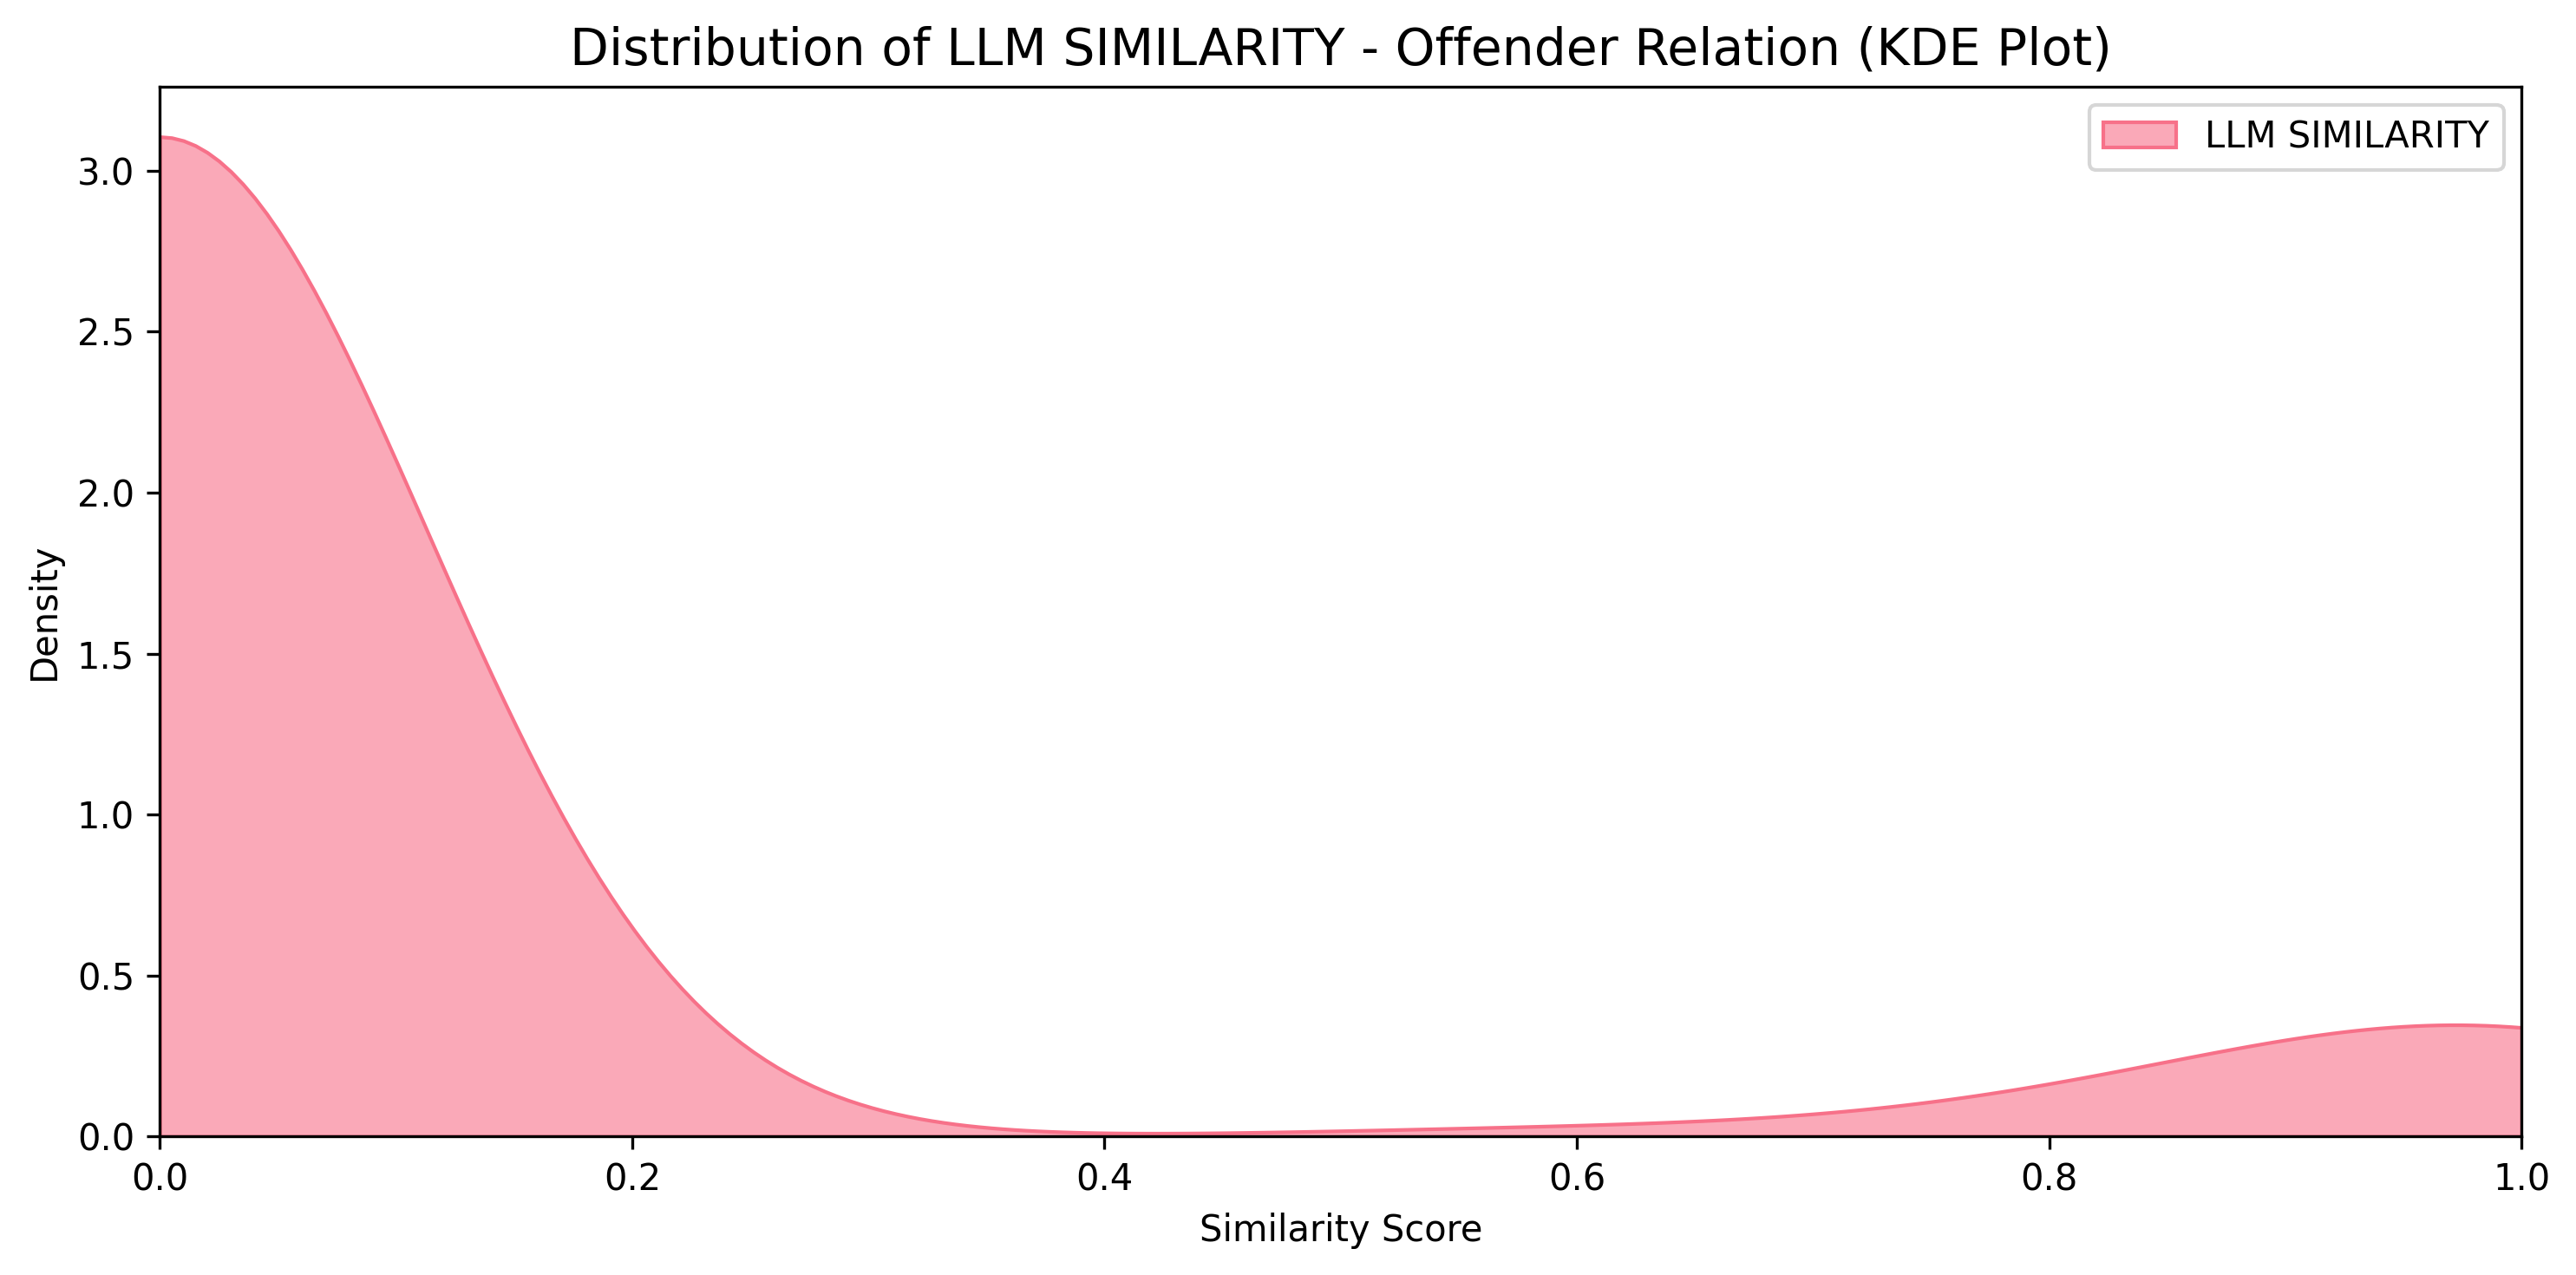 Distribution of LLM SIMILARITY - Offender Relation (KDE Plot)
LLM SIMILARITY
Density
3.0
2.5
2.0
1.5
1.0
0.5
0.0
0.0 0.2 0.4 0.6 0.8 1.0
Similarity Score